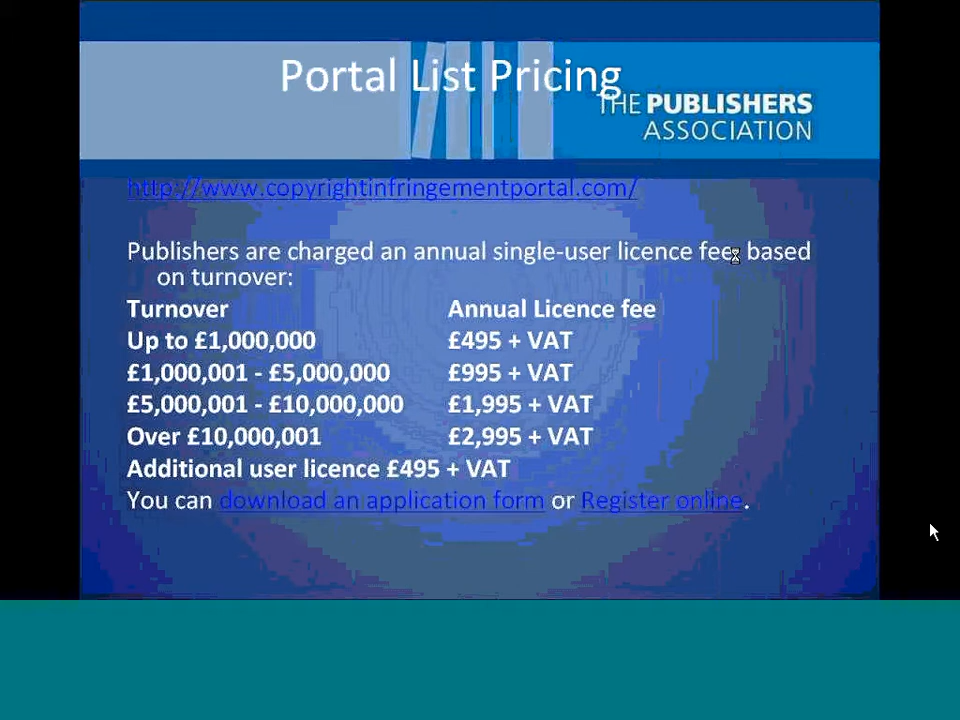 Portal List Pricing
THE PUBLISHERS
ASSOCIATION
http://www.copyrightinfringementportal.com/
Publishers are charged an annual single-user licence fee, based
on turnover:
Turnover Annual Licence fee
Up to £1,000,000 £495 + VAT
£1,000,001 - £5,000,000 £995 + VAT
£5,000,001 - £10,000,000 £1,995 + VAT
Over £10,000,001 £2,995 + VAT
Additional user licence £495 + VAT
You can download an application form or Register online.